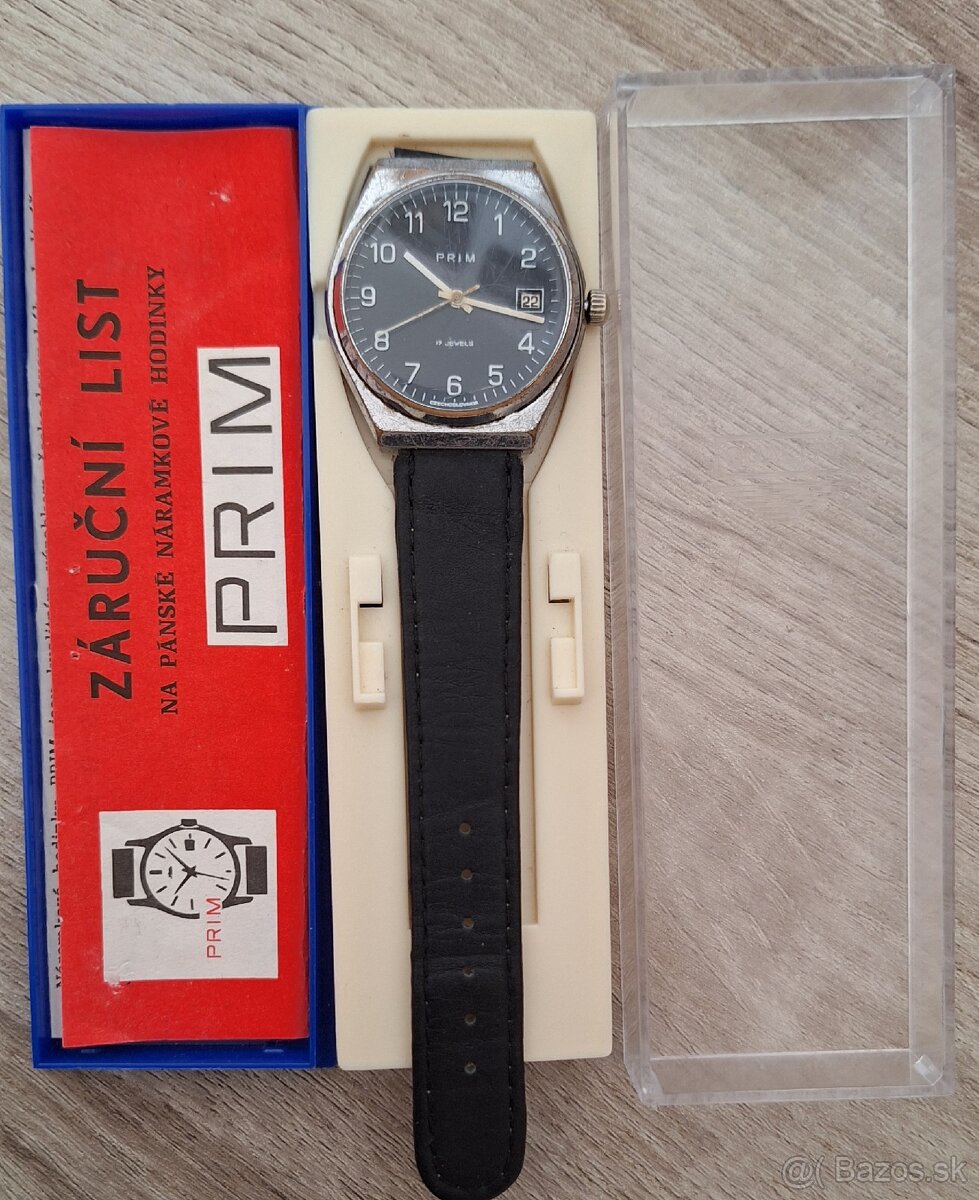 ZÁRUČNÍ LIST
NA PÁNSKÉ NÁRAMKOVÉ HODINKY
PRIM
PRIM
12
1
2
22
4
5
6
7
8
9
10
11
PRIM
17 JEWELS
CZECHOSLOVAKIA
@( Bazos.sk